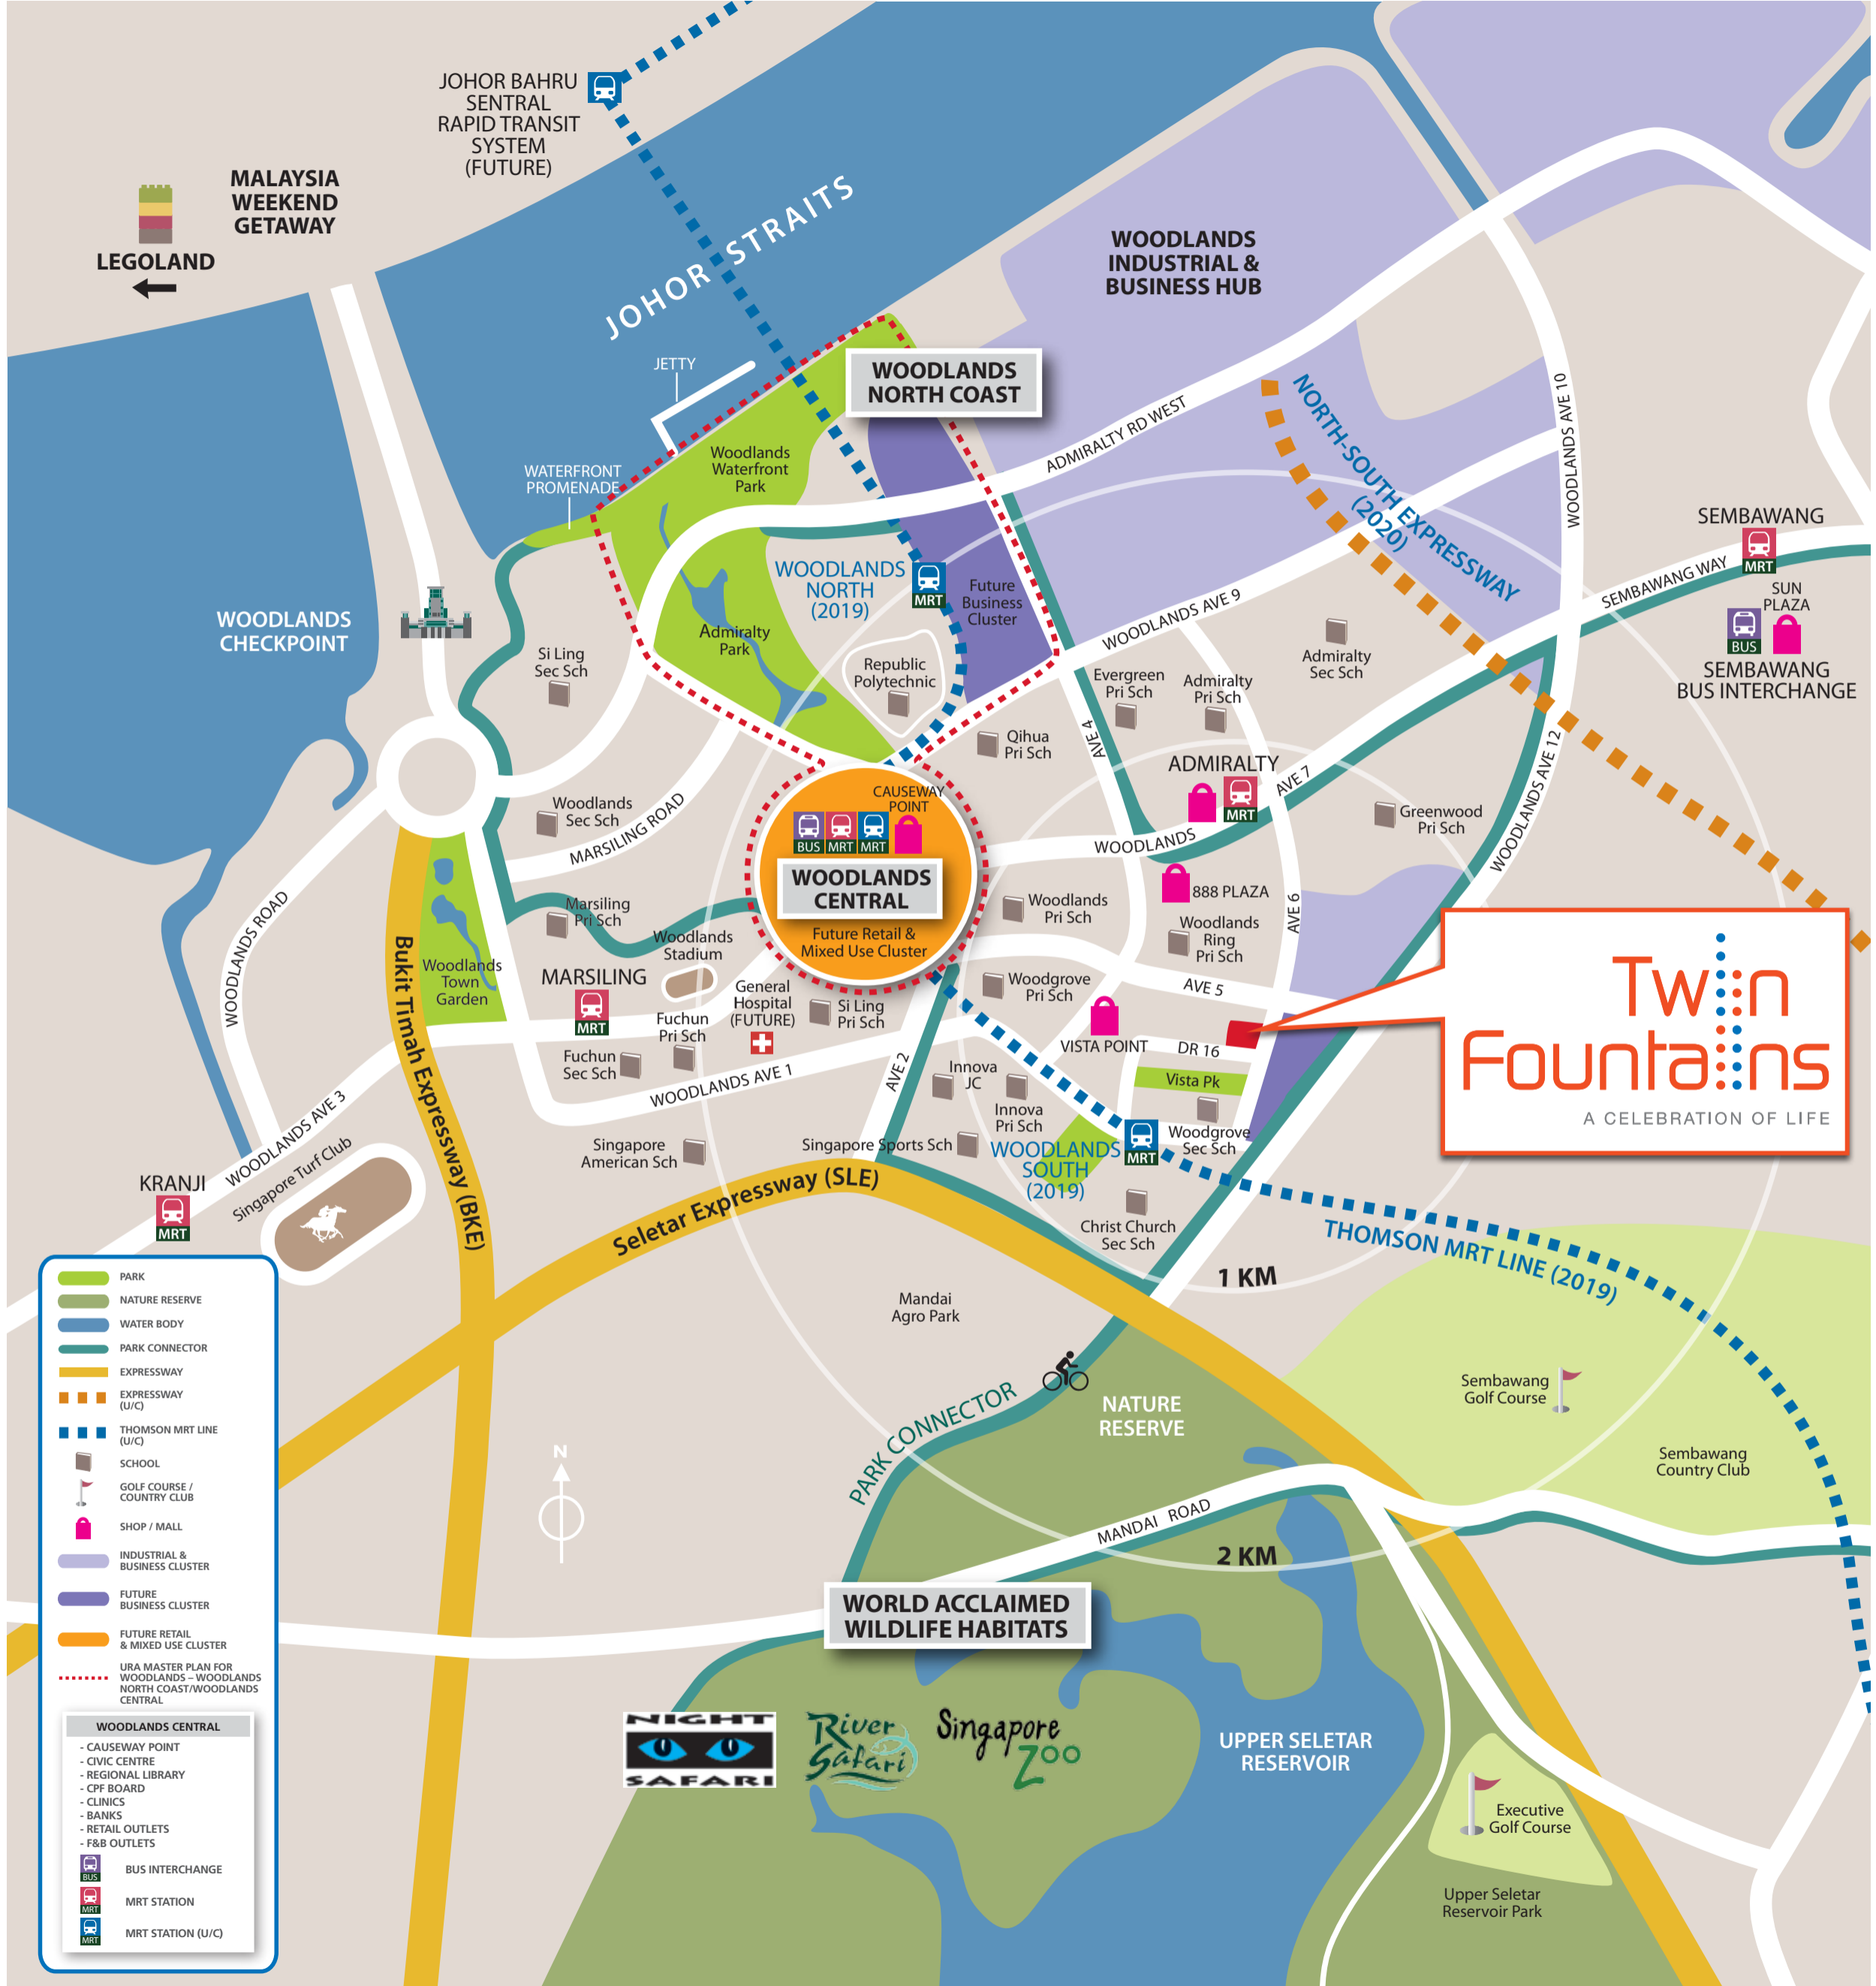 JOHOR BAHRU
SENTRAL
RAPID TRANSIT
SYSTEM
(FUTURE)
MALAYSIA
WEEKEND
GETAWAY
LEGOLAND
JOHOR STRAITS
WOODLANDS
INDUSTRIAL &
BUSINESS HUB
JETTY
WOODLANDS
NORTH COAST
WATERFRONT
PROMENADE
Woodlands
Waterfront
Park
ADMIRALTY RD WEST
NORTH-SOUTH EXPRESSWAY
(2020)
WOODLANDS AVE 10
SEMBAWANG
MRT
SEMBAWANG WAY
SUN
PLAZA
BUS
SEMBAWANG
BUS INTERCHANGE
WOODLANDS
CHECKPOINT
WOODLANDS
NORTH
(2019)
MRT
Future
Business
Cluster
Admiralty
Park
Si Ling
Sec Sch
Republic
Polytechnic
WOODLANDS AVE 9
Evergreen
Pri Sch
Admiralty
Pri Sch
Admiralty
Sec Sch
Qihua
Pri Sch
AVE 4
ADMIRALTY
MRT
AVE 7
WOODLANDS
Greenwood
Pri Sch
WOODLANDS AVE 12
Woodlands
Sec Sch
MARSILING ROAD
CAUSEWAY
POINT
BUS
MRT
MRT
WOODLANDS
CENTRAL
Future Retail &
Mixed Use Cluster
888 PLAZA
Woodlands
Pri Sch
Woodlands
Ring
Pri Sch
AVE 6
Marsiling
Pri Sch
Woodlands
Stadium
WOODLANDS ROAD
Woodlands
Town
Garden
MARSILING
MRT
General
Hospital
(FUTURE)
Si Ling
Pri Sch
Fuchun
Pri Sch
Fuchun
Sec Sch
Woodgrove
Pri Sch
AVE 5
VISTA POINT
DR 16
Vista Pk
Twin
Fountains
A CELEBRATION OF LIFE
WOODLANDS AVE 1
AVE 2
Innova
JC
Innova
Pri Sch
Woodgrove
Sec Sch
MRT
WOODLANDS
SOUTH
(2019)
Singapore Sports Sch
Singapore
American Sch
Bukit Timah Expressway (BKE)
WOODLANDS AVE 3
Singapore Turf Club
KRANJI
MRT
Seletar Expressway (SLE)
Christ Church
Sec Sch
1 KM
THOMSON MRT LINE (2019)
Mandai
Agro Park
Sembawang
Golf Course
Sembawang
Country Club
NATURE
RESERVE
PARK CONNECTOR
MANDAI ROAD
2 KM
N
WORLD ACCLAIMED
WILDLIFE HABITATS
NIGHT
SAFARI
River
Safari
Singapore
Zoo
UPPER SELETAR
RESERVOIR
Executive
Golf Course
Upper Seletar
Reservoir Park
PARK
NATURE RESERVE
WATER BODY
PARK CONNECTOR
EXPRESSWAY
EXPRESSWAY
(U/C)
THOMSON MRT LINE
(U/C)
SCHOOL
GOLF COURSE /
COUNTRY CLUB
SHOP / MALL
INDUSTRIAL &
BUSINESS CLUSTER
FUTURE
BUSINESS CLUSTER
FUTURE RETAIL
& MIXED USE CLUSTER
URA MASTER PLAN FOR
WOODLANDS – WOODLANDS
NORTH COAST/WOODLANDS
CENTRAL
WOODLANDS CENTRAL
- CAUSEWAY POINT
- CIVIC CENTRE
- REGIONAL LIBRARY
- CPF BOARD
- CLINICS
- BANKS
- RETAIL OUTLETS
- F&B OUTLETS
BUS
BUS INTERCHANGE
MRT
MRT STATION
MRT
MRT STATION (U/C)